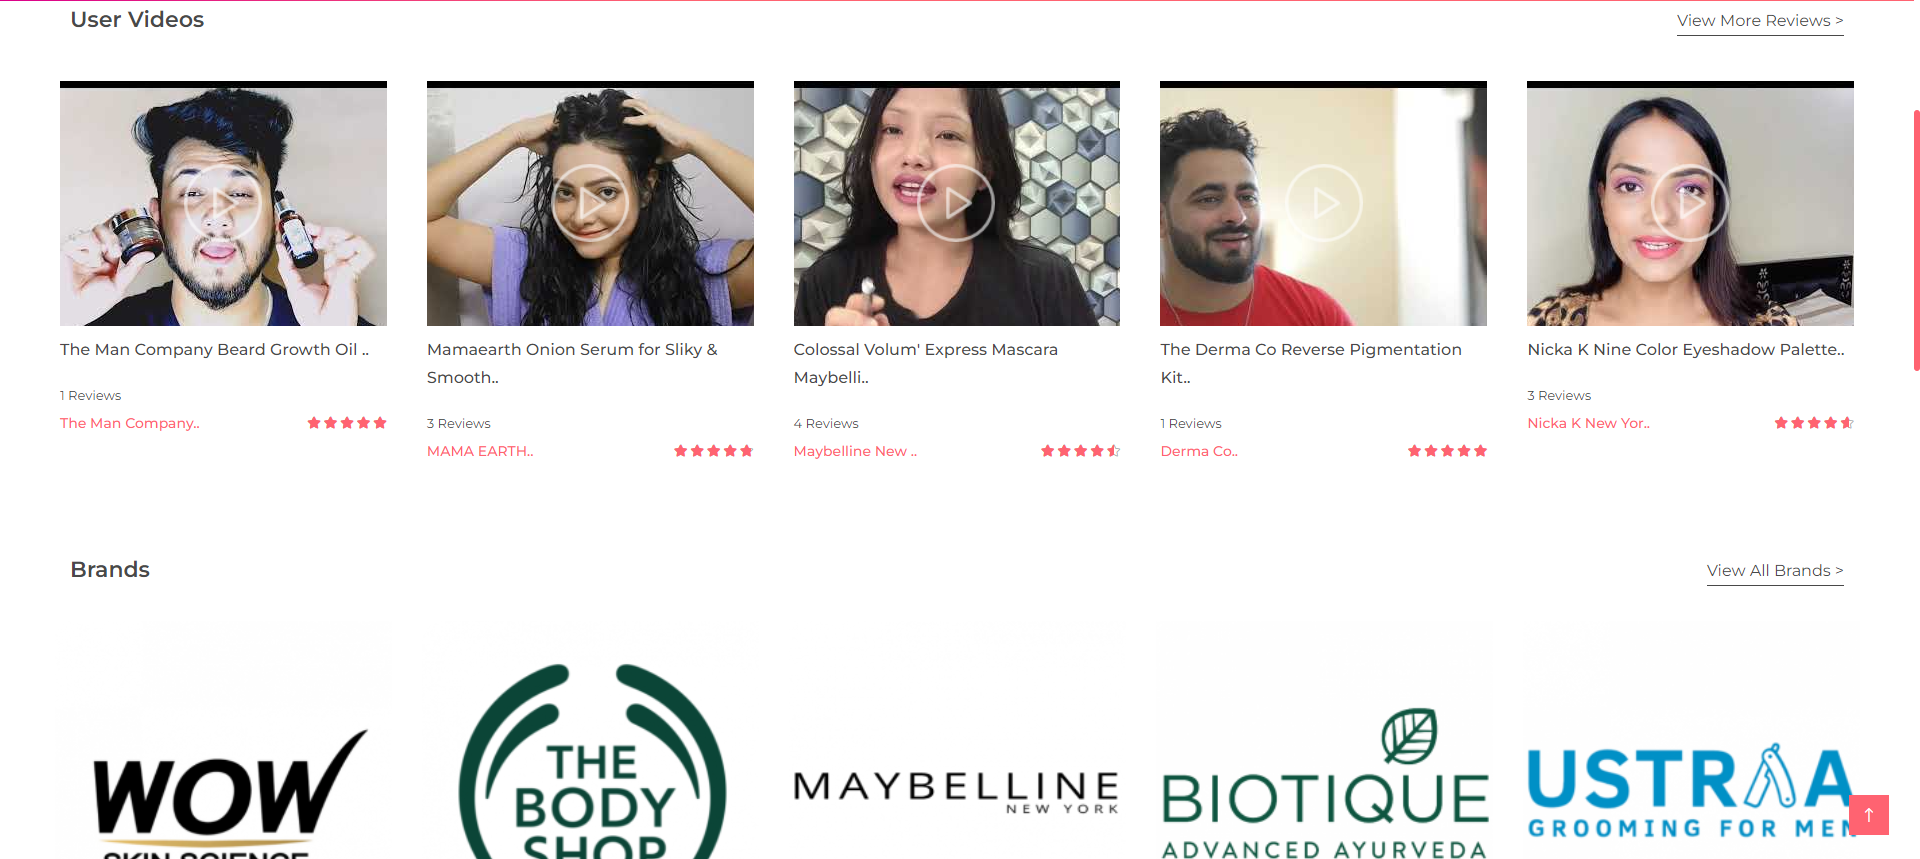 User Videos
View More Reviews >
The Man Company Beard Growth Oil ..
1 Reviews
The Man Company..
Mamaearth Onion Serum for Sliky &
Smooth..
3 Reviews
MAMA EARTH..
Colossal Volum' Express Mascara
Maybelli..
4 Reviews
Maybelline New ..
The Derma Co Reverse Pigmentation
Kit..
1 Reviews
Derma Co..
Nicka K Nine Color Eyeshadow Palette..
3 Reviews
Nicka K New Yor..
Brands
View All Brands >
WOW
SKIN SCIENCE
THE
BODY
SHOP
MAYBELLINE
NEW YORK
BIOTIQUE
ADVANCED AYURVEDA
USTRAA
GROOMING FOR MEN